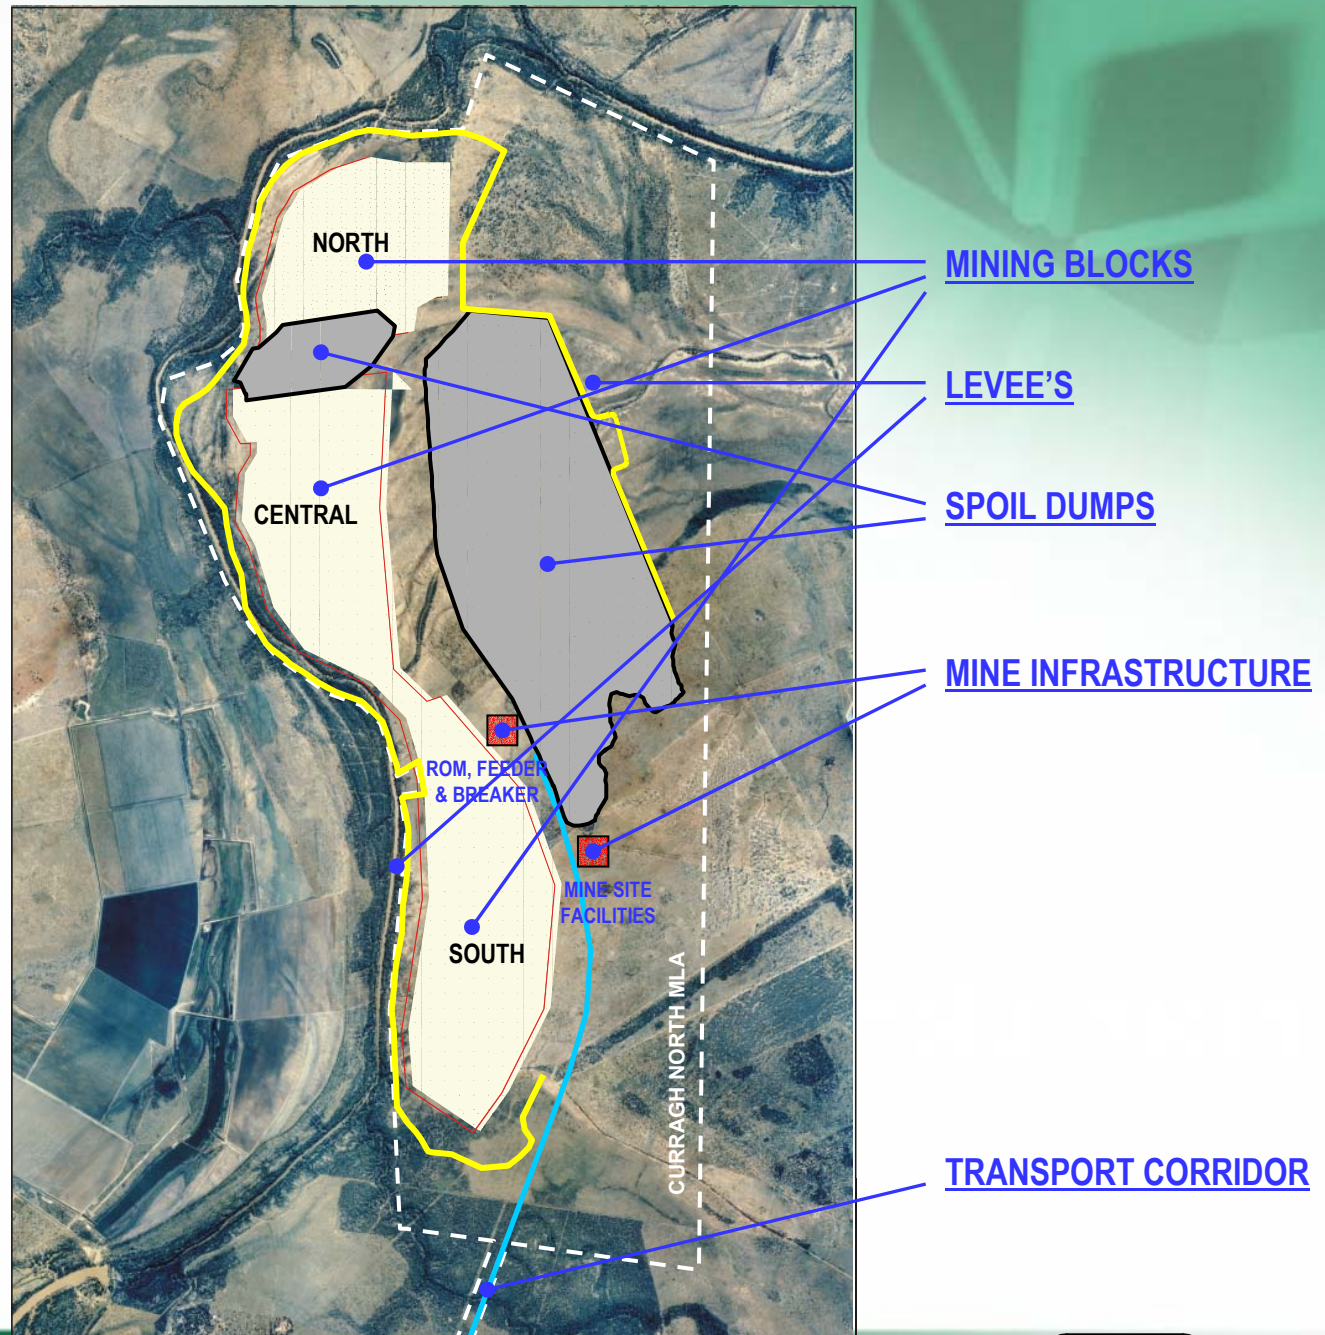 NORTH
MINING BLOCKS
LEVEE'S
CENTRAL
SPOIL DUMPS
MINE INFRASTRUCTURE
ROM, FEEDER
& BREAKER
MINE SITE
FACILITIES
SOUTH
CURRAGH NORTH MLA
TRANSPORT CORRIDOR